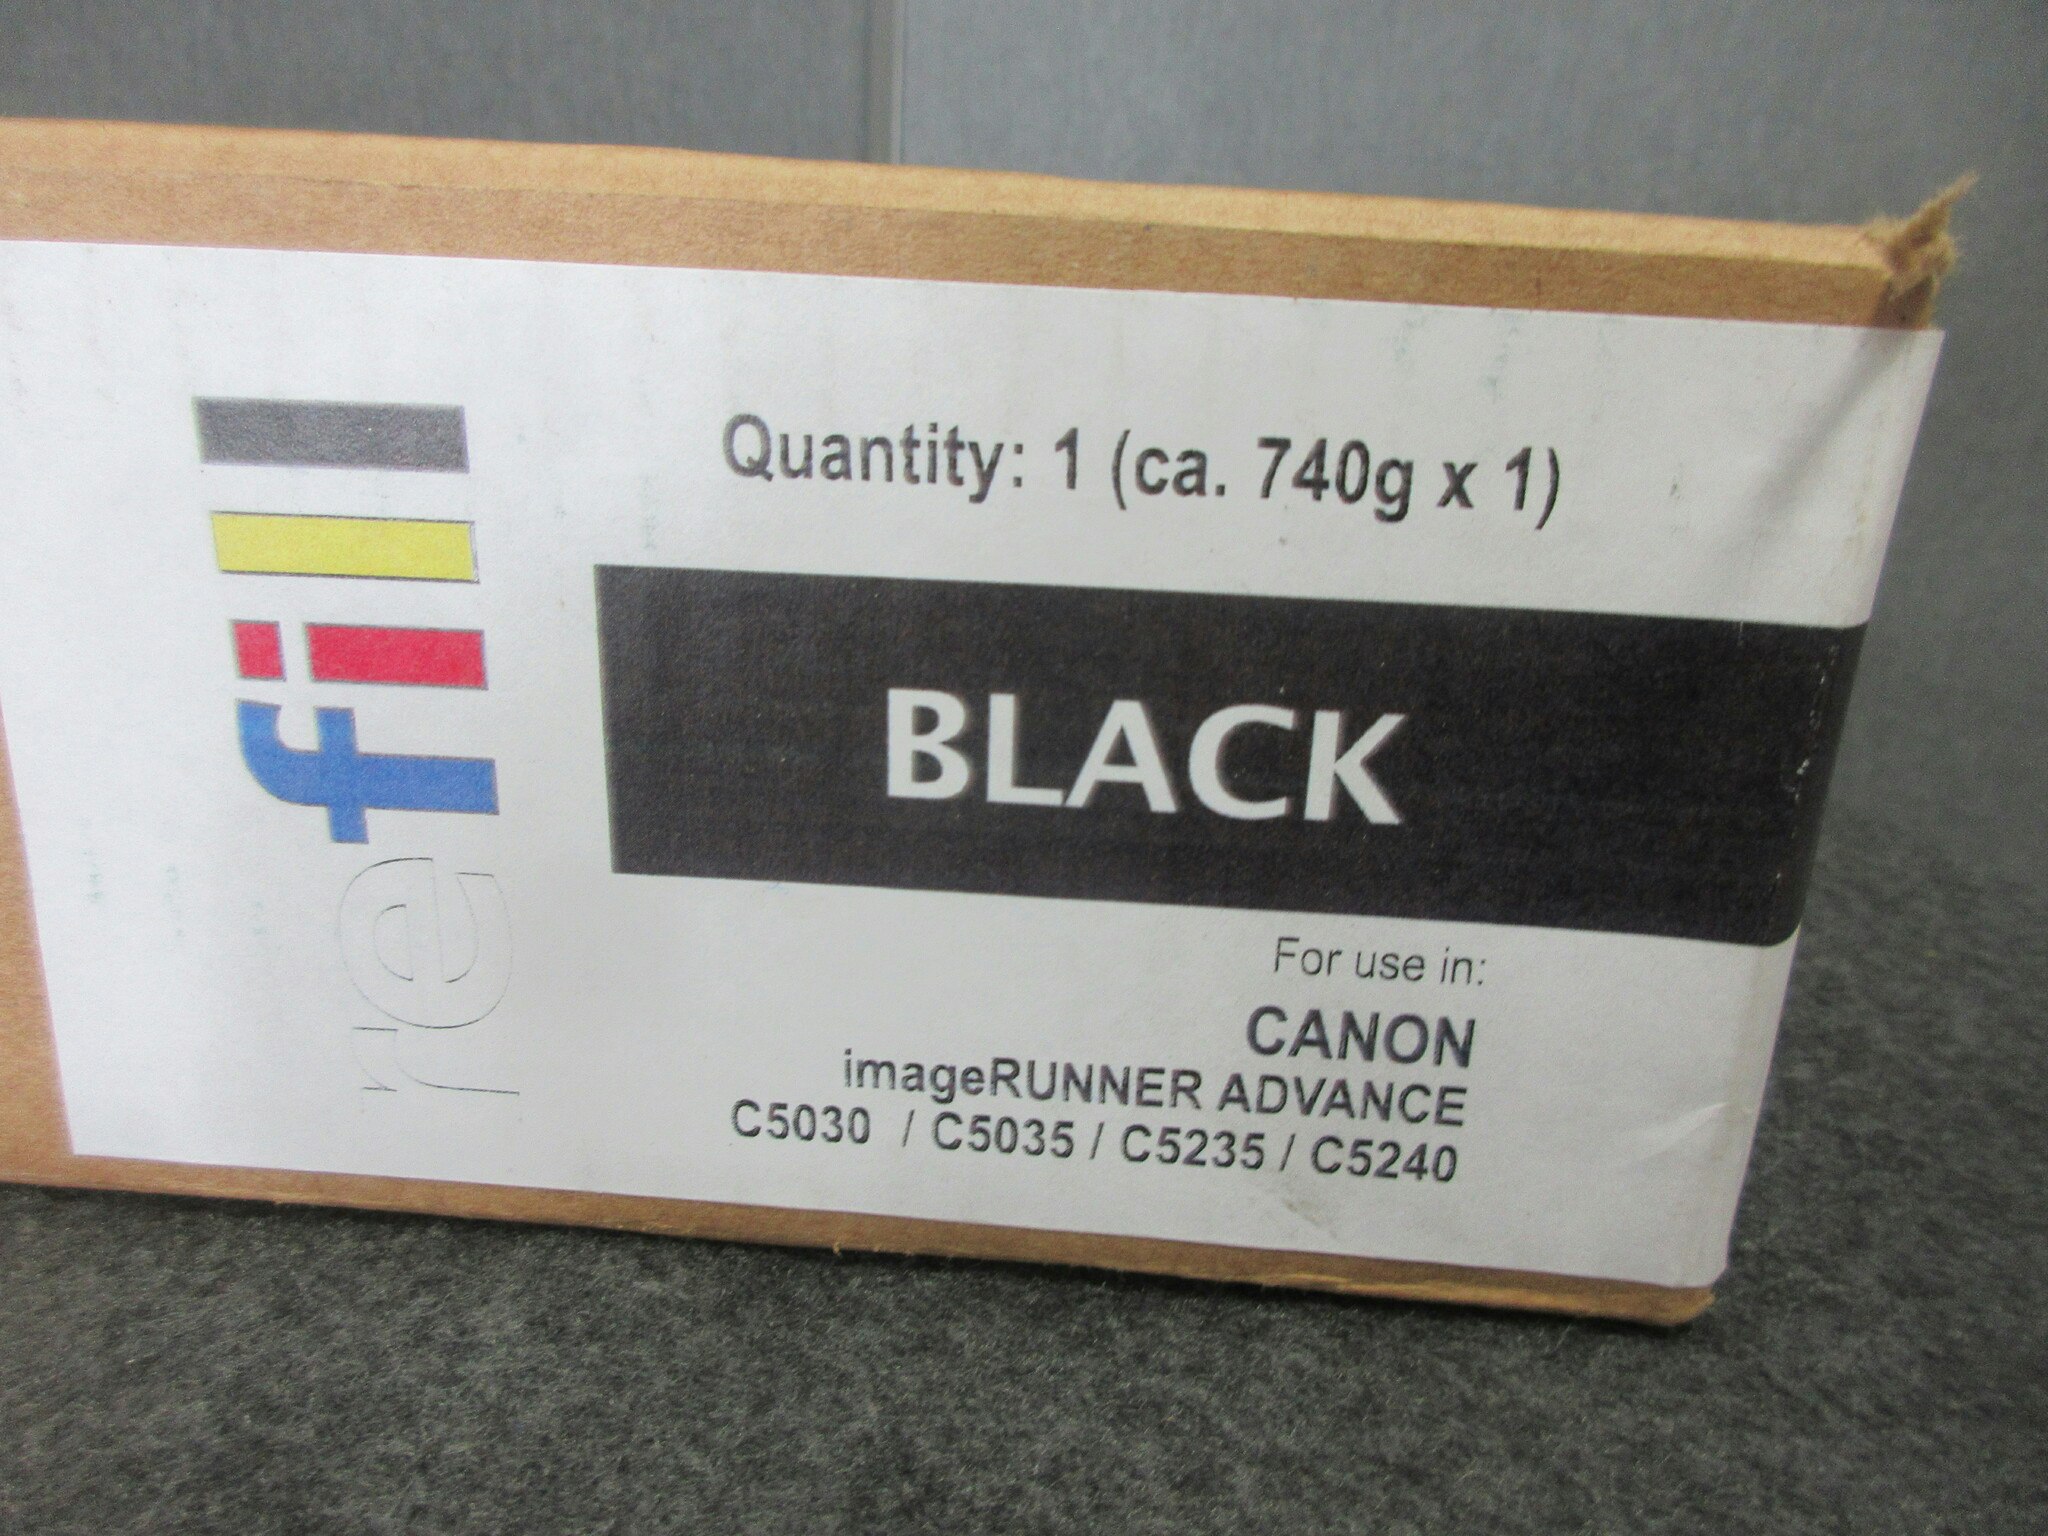 refill
Quantity: 1 (ca. 740g x 1)
BLACK
For use in:
CANON
imageRUNNER ADVANCE
C5030 / C5035 / C5235 / C5240